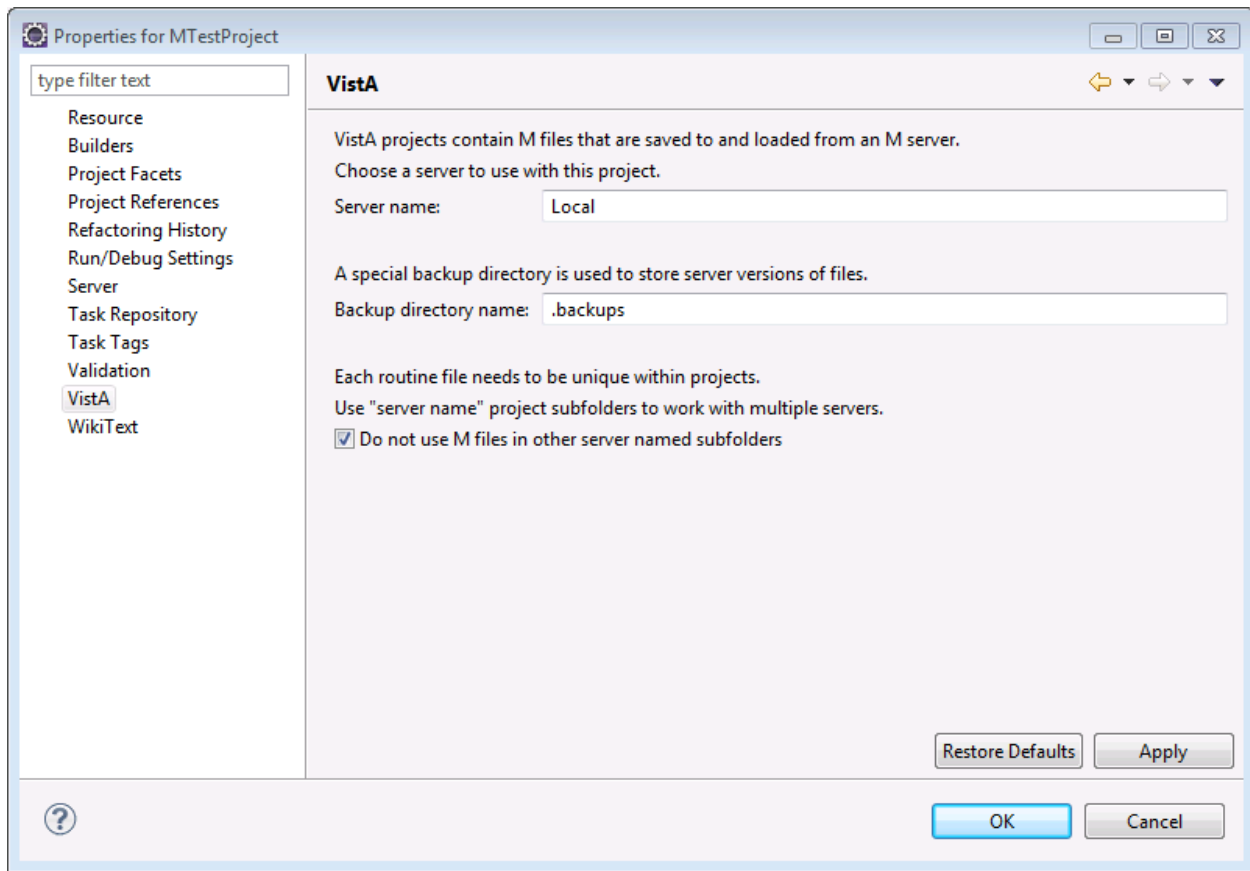 Properties for MTestProject
type filter text
Resource
Builders
Project Facets
Project References
Refactoring History
Run/Debug Settings
Server
Task Repository
Task Tags
Validation
VistA
WikiText
VistA
VistA projects contain M files that are saved to and loaded from an M server.
Choose a server to use with this project.
Server name: Local
A special backup directory is used to store server versions of files.
Backup directory name: .backups
Each routine file needs to be unique within projects.
Use "server name" project subfolders to work with multiple servers.
Do not use M files in other server named subfolders
Restore Defaults Apply
? OK Cancel